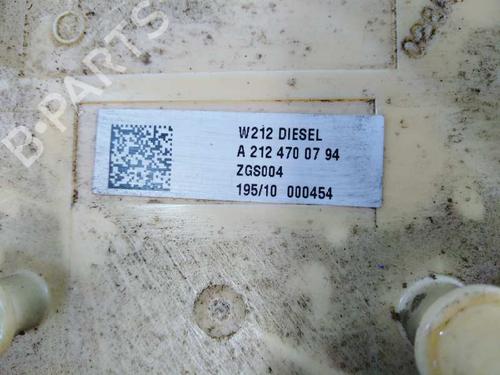 B-PARTS
W212 DIESEL
A 212 470 07 94
ZGS004
195/10 000454